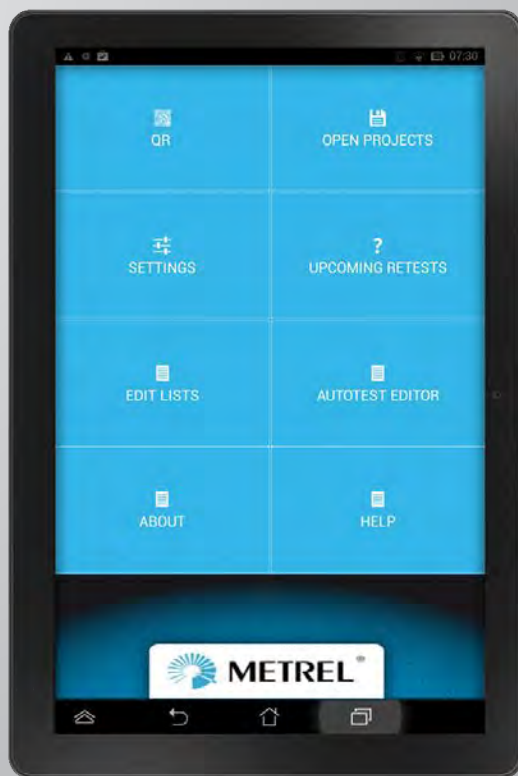 07:30
QR
OPEN PROJECTS
SETTINGS
UPCOMING RETESTS
EDIT LISTS
AUTOTEST EDITOR
ABOUT
HELP
METREL®